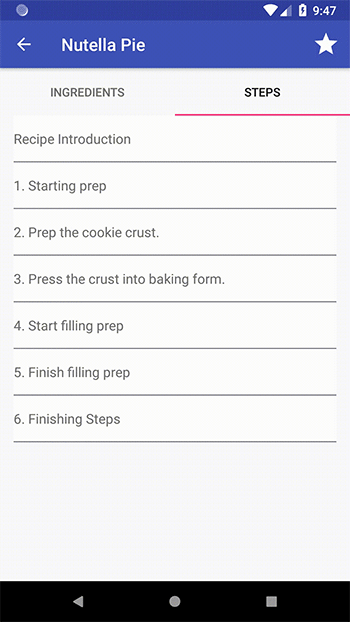 9:47
Nutella Pie
INGREDIENTS
STEPS
Recipe Introduction
1. Starting prep
2. Prep the cookie crust.
3. Press the crust into baking form.
4. Start filling prep
5. Finish filling prep
6. Finishing Steps